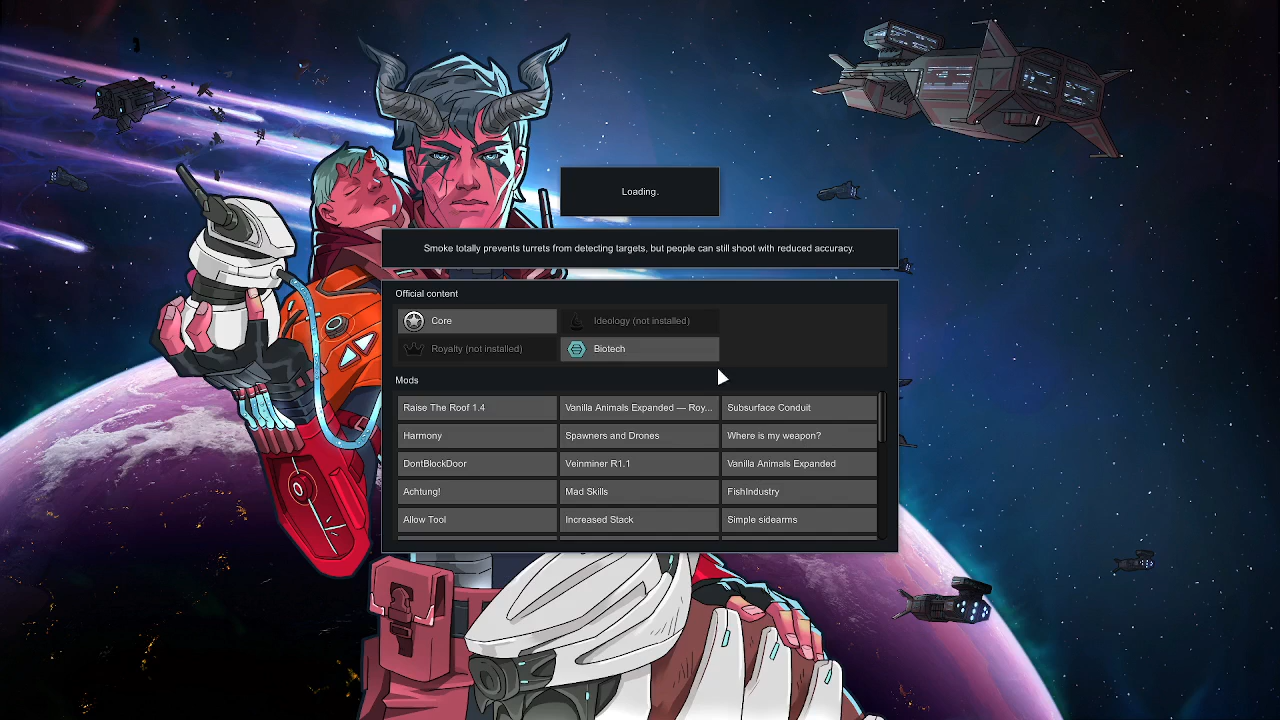 Loading.
Smoke totally prevents turrets from detecting targets, but people can still shoot with reduced accuracy.
Official content
Core
Ideology (not installed)
Royalty (not installed)
Biotech
Mods
Raise The Roof 1.4
Vanilla Animals Expanded — Roy...
Subsurface Conduit
Harmony
Spawners and Drones
Where is my weapon?
DontBlockDoor
Veinminer R1.1
Vanilla Animals Expanded
Achtung!
Mad Skills
FishIndustry
Allow Tool
Increased Stack
Simple sidearms